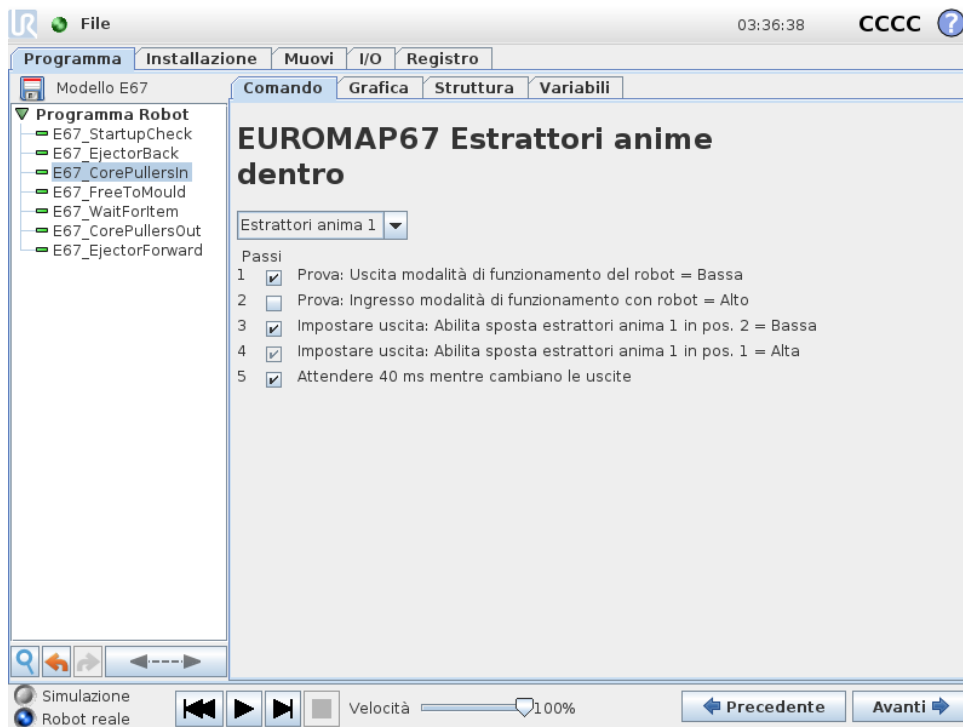 UR File 03:36:38 CCCC ?
Programma Installazione Muovi I/O Registro
Modello E67
Comando Grafica Struttura Variabili
Programma Robot
E67_StartupCheck
E67_EjectorBack
E67_CorePullersIn
E67_FreeToMould
E67_WaitForItem
E67_CorePullersOut
E67_EjectorForward
EUROMAP67 Estrattori anime
dentro
Estrattori anima 1
Passi
1 Prova: Uscita modalità di funzionamento del robot = Bassa
2 Prova: Ingresso modalità di funzionamento con robot = Alto
3 Impostare uscita: Abilita sposta estrattori anima 1 in pos. 2 = Bassa
4 Impostare uscita: Abilita sposta estrattori anima 1 in pos. 1 = Alta
5 Attendere 40 ms mentre cambiano le uscite
Simulazione
Robot reale
Velocità 100%
Precedente Avanti